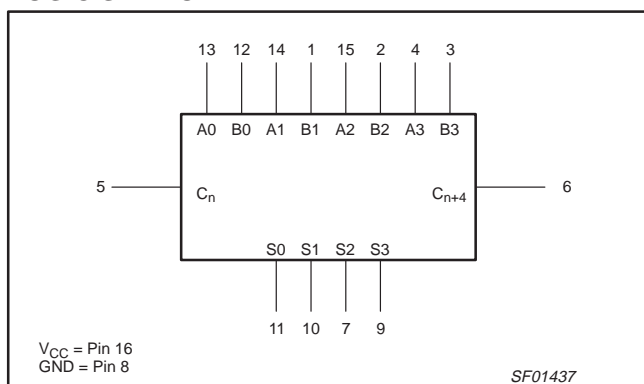 13 12 14 1 15 2 4 3
A0 B0 A1 B1 A2 B2 A3 B3
5 Cn Cn+4 6
S0 S1 S2 S3
11 10 7 9
VCC = Pin 16
GND = Pin 8
SF01437